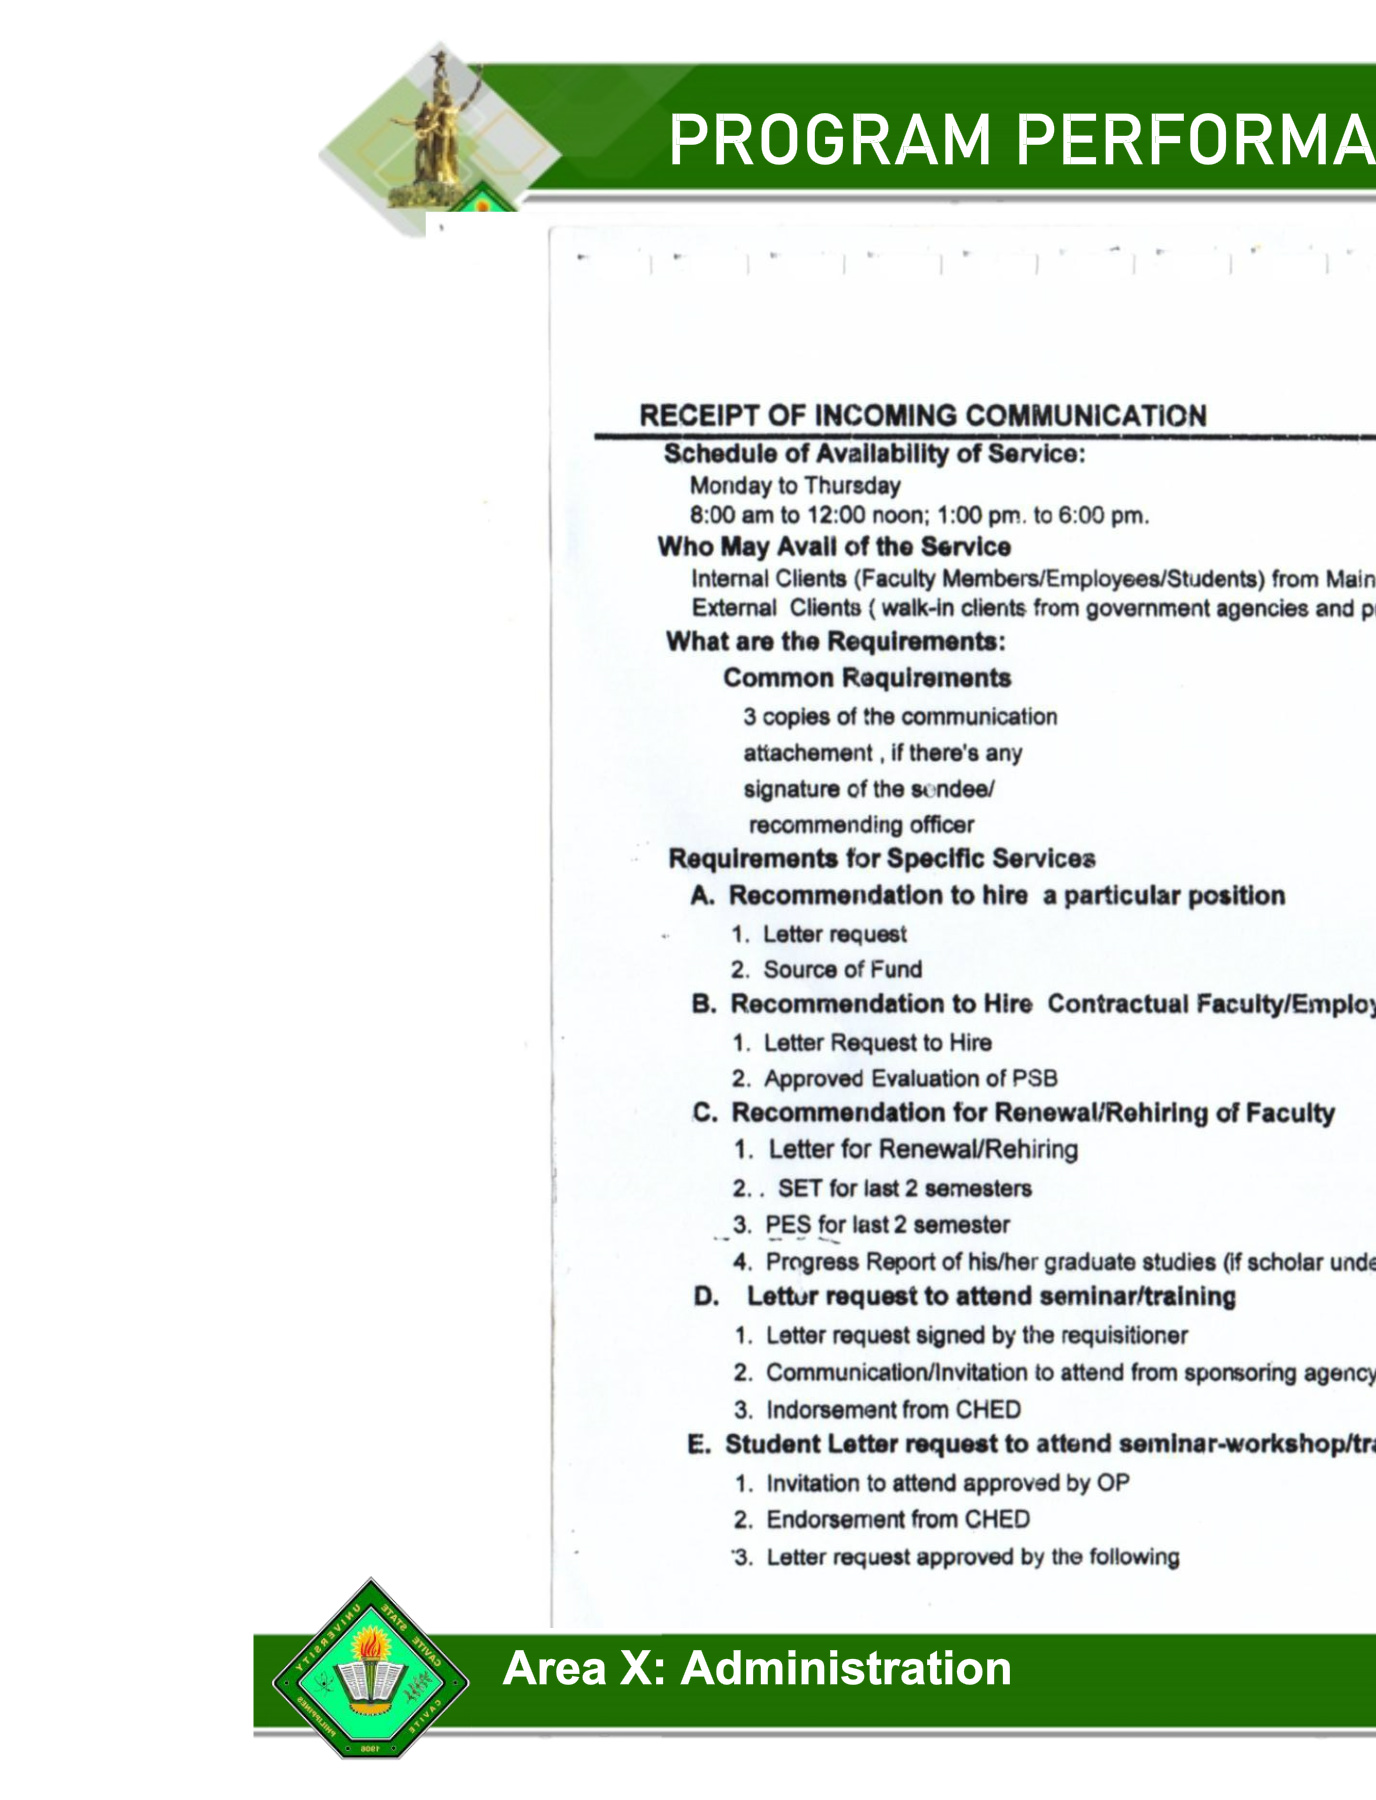 PROGRAM PERFORMA
RECEIPT OF INCOMING COMMUNICATION
Schedule of Availability of Service:
Monday to Thursday
8:00 am to 12:00 noon; 1:00 pm. to 6:00 pm.
Who May Avail of the Service
Internal Clients (Faculty Members/Employees/Students) from Main
External Clients ( walk-in clients from government agencies and p
What are the Requirements:
Common Requirements
3 copies of the communication
attachement , if there's any
signature of the sendee/
recommending officer
Requirements for Specific Services
A. Recommendation to hire a particular position
1. Letter request
2. Source of Fund
B. Recommendation to Hire Contractual Faculty/Employ
1. Letter Request to Hire
2. Approved Evaluation of PSB
C. Recommendation for Renewal/Rehiring of Faculty
1. Letter for Renewal/Rehiring
2. . SET for last 2 semesters
3. PES for last 2 semester
4. Progress Report of his/her graduate studies (if scholar unde
D. Letter request to attend seminar/training
1. Letter request signed by the requisitioner
2. Communication/Invitation to attend from sponsoring agency
3. Indorsement from CHED
E. Student Letter request to attend seminar-workshop/tra
1. Invitation to attend approved by OP
2. Endorsement from CHED
3. Letter request approved by the following
CAVITE STATE UNIVERSITY
CAVITE 1906 PHILIPPINES
Area X: Administration